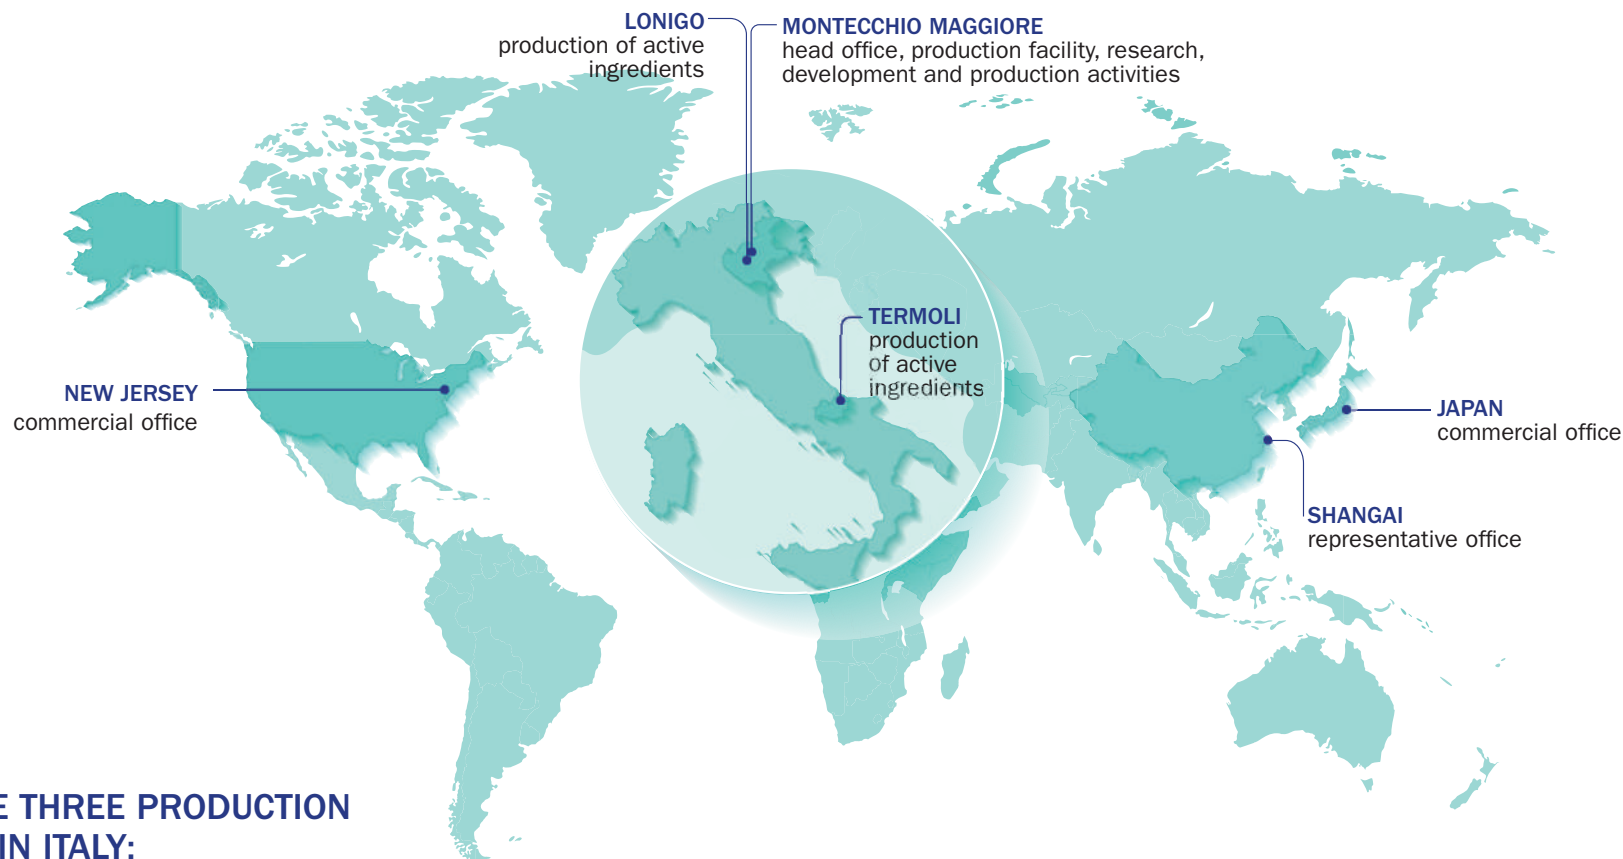 LONIGO
production of active
ingredients
MONTECCHIO MAGGIORE
head office, production facility, research,
development and production activities
TERMOLI
production
of active
ingredients
NEW JERSEY
commercial office
JAPAN
commercial office
SHANGAI
representative office
E THREE PRODUCTION
IN ITALY: